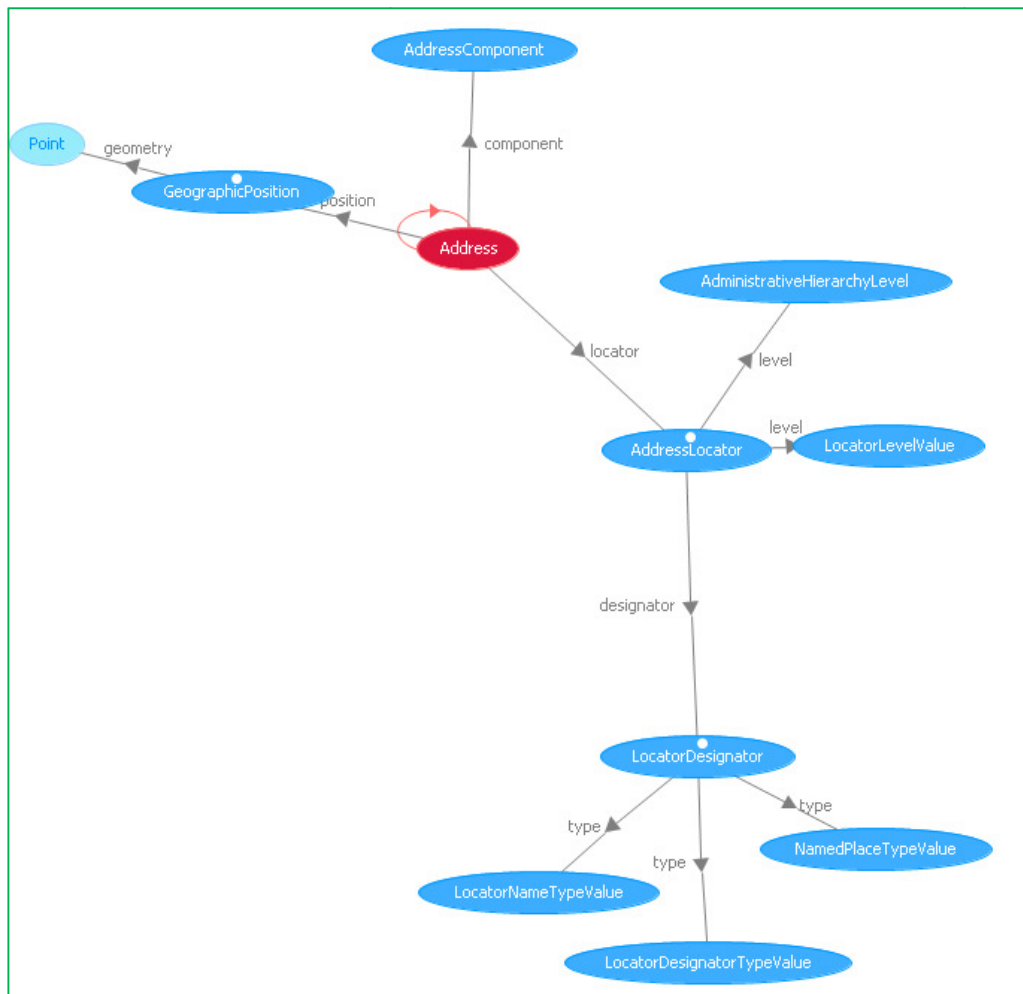 AddressComponent
Point
geometry
component
GeographicPosition
position
Address
AdministrativeHierarchyLevel
locator
level
level
AddressLocator
LocatorLevelValue
designator
LocatorDesignator
type
type
NamedPlaceTypeValue
type
LocatorNameTypeValue
LocatorDesignatorTypeValue